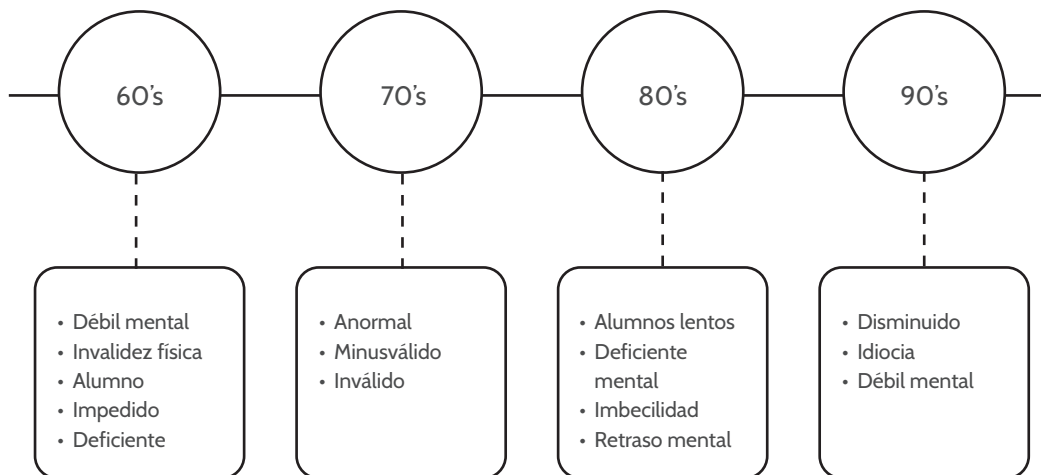 60's
70's
80's
90's
• Débil mental
• Invalidez física
• Alumno
• Impedido
• Deficiente
• Anormal
• Minusválido
• Inválido
• Alumnos lentos
• Deficiente
mental
• Imbecilidad
• Retraso mental
• Disminuido
• Idiocia
• Débil mental